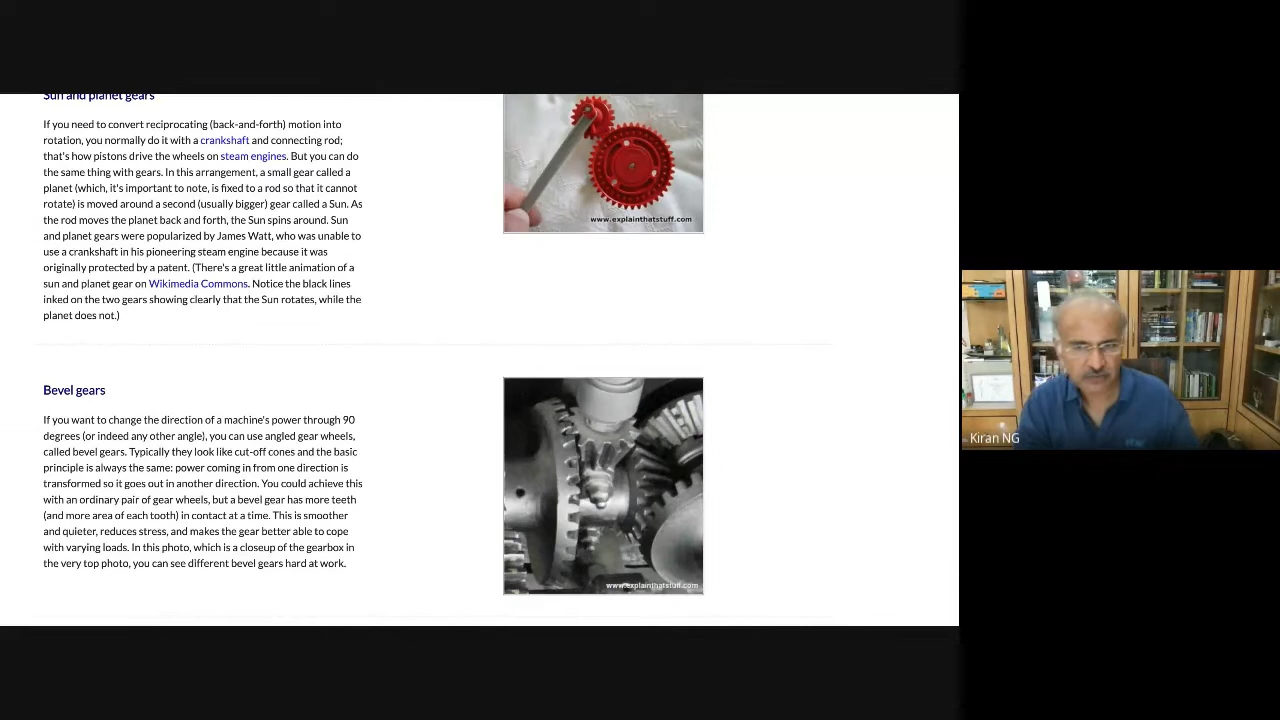 Sun and planet gears
If you need to convert reciprocating (back-and-forth) motion into
rotation, you normally do it with a crankshaft and connecting rod;
that's how pistons drive the wheels on steam engines. But you can do
the same thing with gears. In this arrangement, a small gear called a
planet (which, it's important to note, is fixed to a rod so that it cannot
rotate) is moved around a second (usually bigger) gear called a Sun. As
the rod moves the planet back and forth, the Sun spins around. Sun
and planet gears were popularized by James Watt, who was unable to
use a crankshaft in his pioneering steam engine because it was
originally protected by a patent. (There's a great little animation of a
sun and planet gear on Wikimedia Commons. Notice the black lines
inked on the two gears showing clearly that the Sun rotates, while the
planet does not.)
www.explainthatstuff.com
Bevel gears
If you want to change the direction of a machine's power through 90
degrees (or indeed any other angle), you can use angled gear wheels,
called bevel gears. Typically they look like cut-off cones and the basic
principle is always the same: power coming in from one direction is
transformed so it goes out in another direction. You could achieve this
with an ordinary pair of gear wheels, but a bevel gear has more teeth
(and more area of each tooth) in contact at a time. This is smoother
and quieter, reduces stress, and makes the gear better able to cope
with varying loads. In this photo, which is a closeup of the gearbox in
the very top photo, you can see different bevel gears hard at work.
www.explainthatstuff.com
Kiran NG